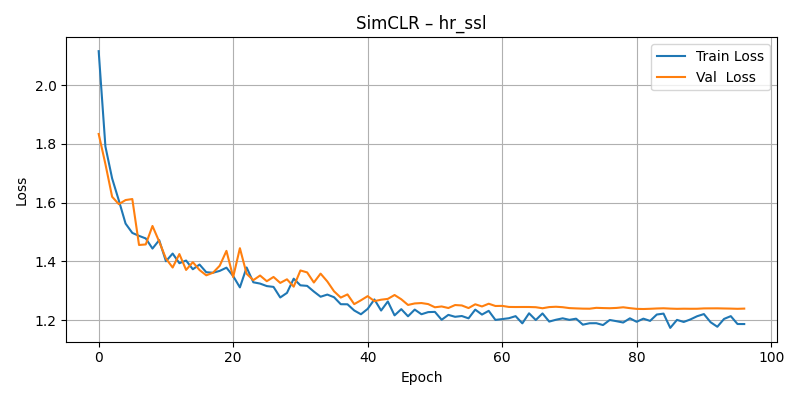 SimCLR – hr_ssl
Train Loss
Val  Loss
Loss
2.0
1.8
1.6
1.4
1.2
0 20 40 60 80 100
Epoch